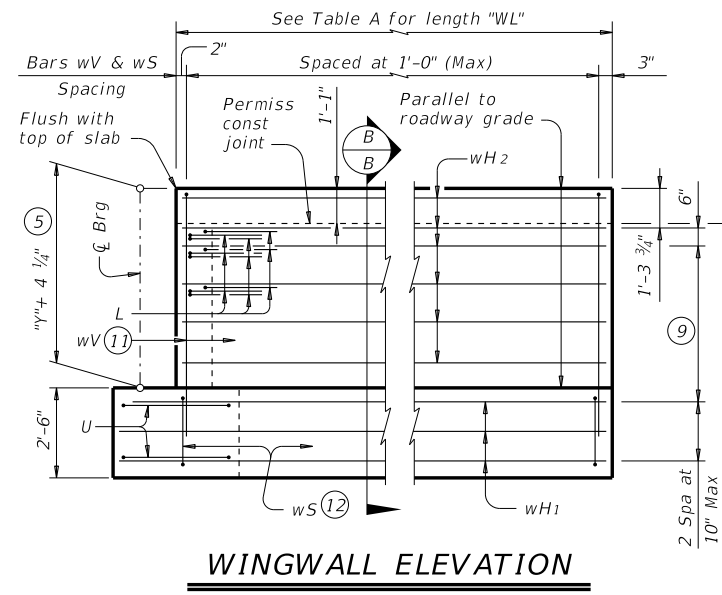 See Table A for length "WL"
2"
Bars wV & wS
Spacing
Spaced at 1'-0" (Max)
3"
Flush with
top of slab
Permiss
const
joint
1'-1"
Parallel to
roadway grade
B
B
wH2
6"
1'-3 ¾"
5
"Y"+ 4 ¼"
℄ Brg
L
wV 11
9
2'-6"
U
wS 12
wH1
2 Spa at
10" Max
WINGWALL ELEVATION